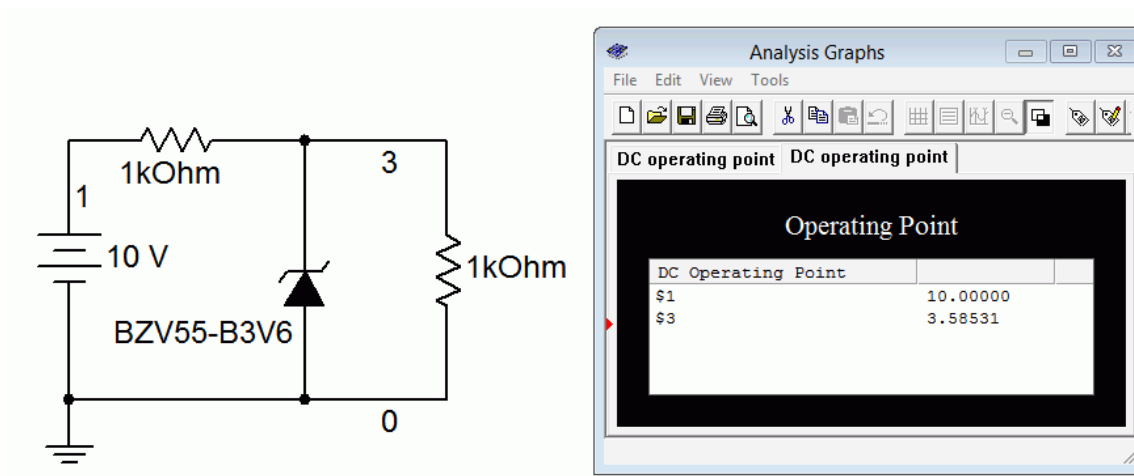 1kOhm
3
1
10 V
1kOhm
BZV55-B3V6
0
Analysis Graphs
File Edit View Tools
DC operating point DC operating point
Operating Point
DC Operating Point
$1 10.00000
$3 3.58531